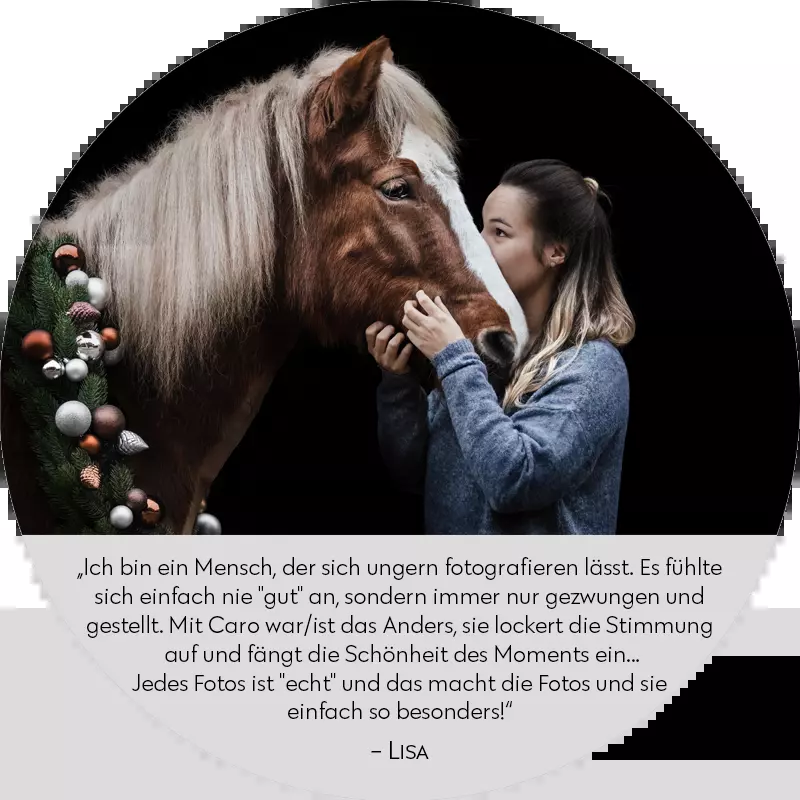 „Ich bin ein Mensch, der sich ungern fotografieren lässt. Es fühlte
sich einfach nie "gut" an, sondern immer nur gezwungen und
gestellt. Mit Caro war/ist das Anders, sie lockert die Stimmung
auf und fängt die Schönheit des Moments ein...
Jedes Fotos ist "echt" und das macht die Fotos und sie
einfach so besonders!“
– Lisa